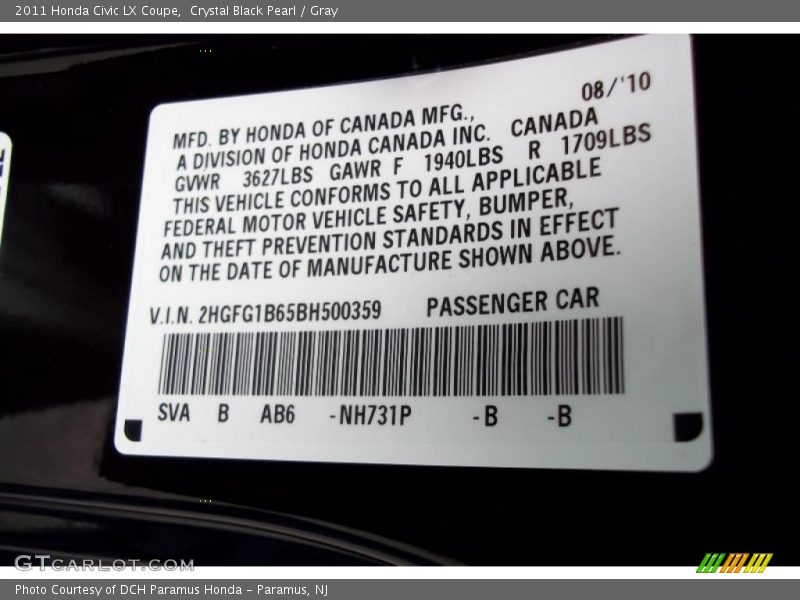 2011 Honda Civic LX Coupe,  Crystal Black Pearl / Gray
08/'10
MFD. BY HONDA OF CANADA MFG.,
A DIVISION OF HONDA CANADA INC. CANADA
GVWR 3627LBS GAWR F 1940LBS R 1709LBS
THIS VEHICLE CONFORMS TO ALL APPLICABLE
FEDERAL MOTOR VEHICLE SAFETY, BUMPER,
AND THEFT PREVENTION STANDARDS IN EFFECT
ON THE DATE OF MANUFACTURE SHOWN ABOVE.
V.I.N. 2HGFG1B65BH500359 PASSENGER CAR
SVA B AB6 -NH731P -B -B
GTCARLOT.COM
Photo Courtesy of DCH Paramus Honda - Paramus, NJ